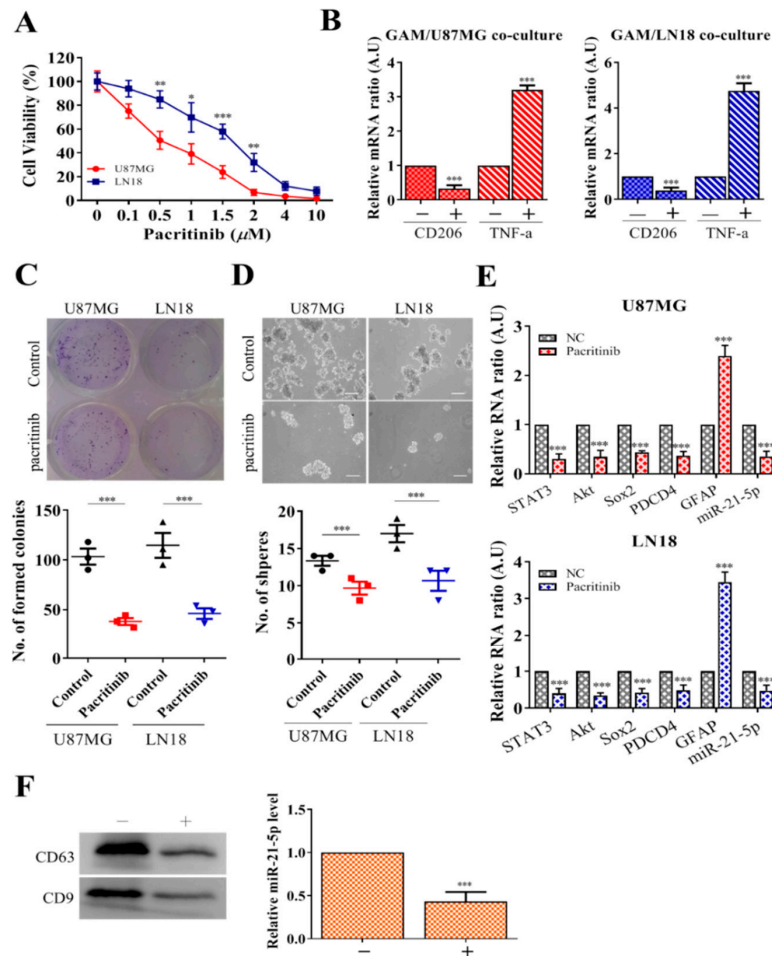 A
Cell Viability (%)
120
100
80
60
40
20
0
**
*
***
**
U87MG
LN18
0 0.1 0.5 1 1.5 2 4 10
Pacritinib (μM)
B
GAM/U87MG co-culture
Relative mRNA ratio (A.U)
4
3
2
1
0
***
***
− + − +
CD206 TNF-a
GAM/LN18 co-culture
Relative mRNA ratio (A.U)
6
4
2
0
***
***
− + − +
CD206 TNF-a
C
U87MG LN18
Control
pacritinib
No. of formed colonies
150
100
50
0
*** ***
Control
Pacritinib
Control
Pacritinib
U87MG LN18
D
U87MG LN18
Control
pacritinib
No. of shperes
20
15
10
5
0
*** ***
Control
Pacritinib
Control
Pacritinib
U87MG LN18
E
U87MG
Relative RNA ratio (A.U)
3
2
1
0
NC
Pacritinib
*** *** *** *** *** ***
STAT3 Akt Sox2 PDCD4 GFAP miR-21-5p
LN18
Relative RNA ratio (A.U)
4
3
2
1
0
NC
Pacritinib
*** *** *** *** *** ***
STAT3 Akt Sox2 PDCD4 GFAP miR-21-5p
F
− +
CD63
CD9
Relative miR-21-5p level
1.5
1.0
0.5
0.0
***
− +